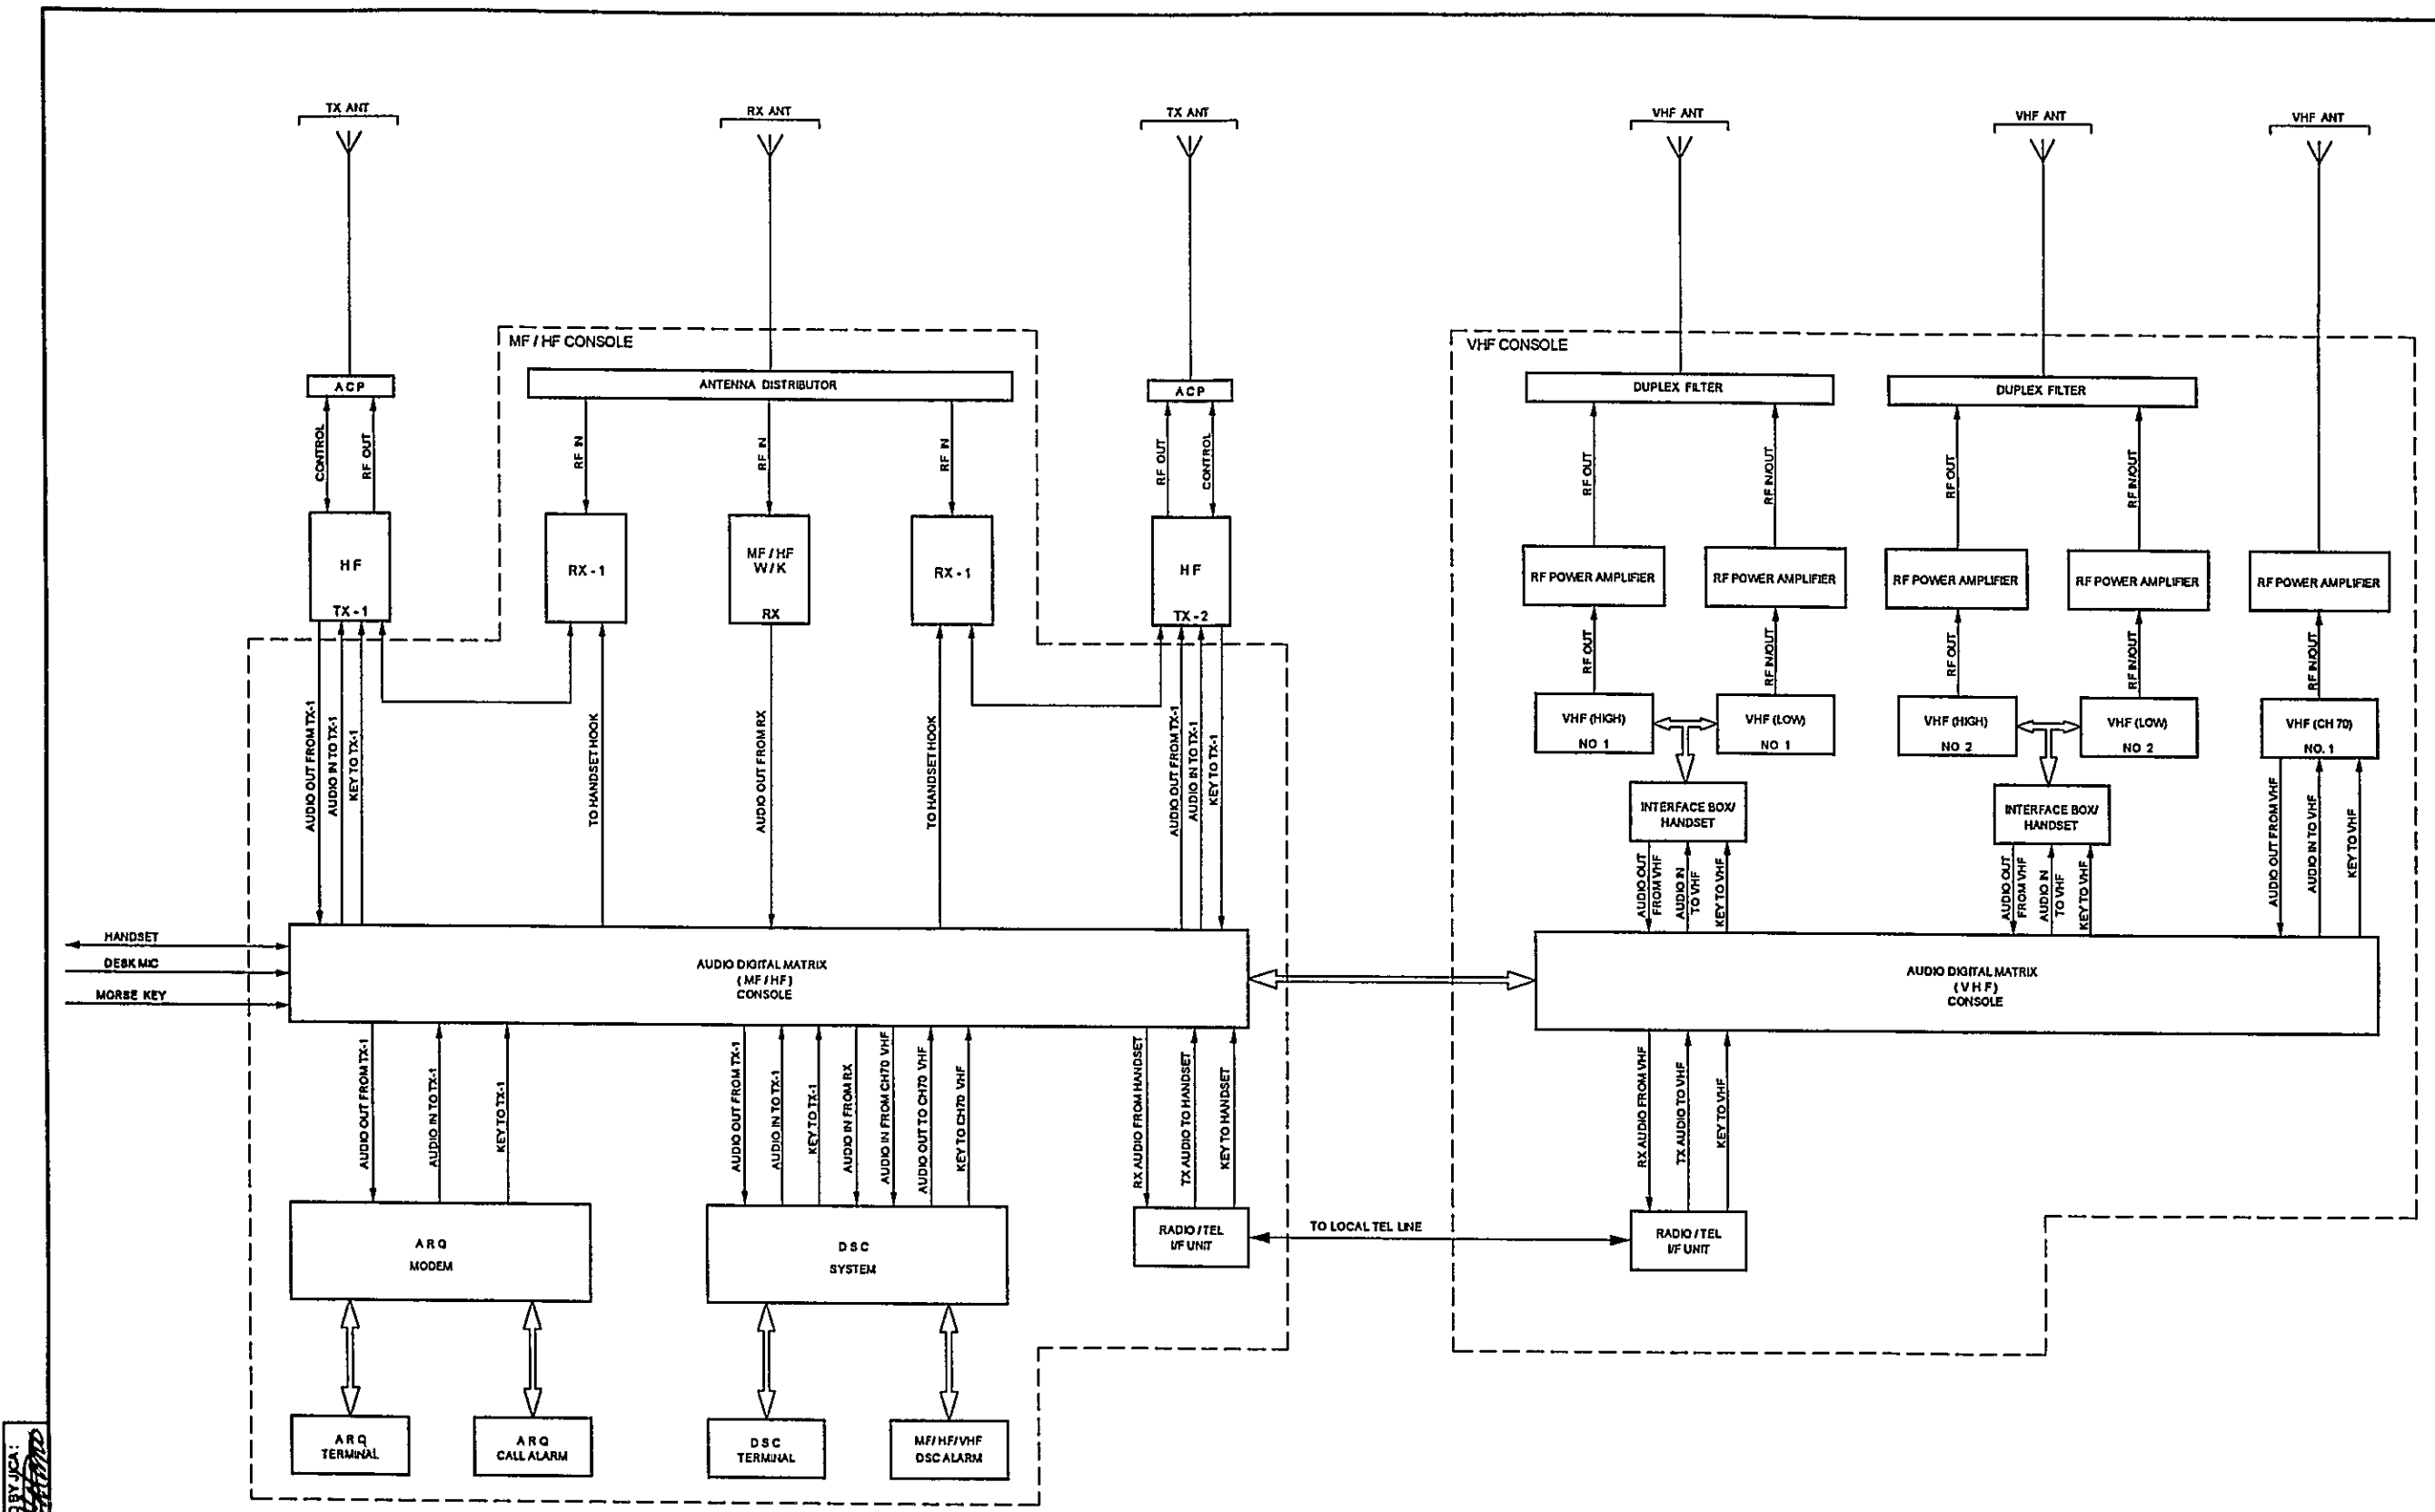 TX ANT
RX ANT
TX ANT
VHF ANT
VHF ANT
VHF ANT
MF / HF CONSOLE
VHF CONSOLE
ACP
ANTENNA DISTRIBUTOR
ACP
DUPLEX FILTER
DUPLEX FILTER
CONTROL
RF OUT
RF IN
RF IN
RF IN
RF OUT
CONTROL
RF OUT
RF IN/OUT
RF OUT
RF IN/OUT
HF
TX - 1
RX - 1
MF / HF
W / K
RX
RX - 1
HF
TX - 2
RF POWER AMPLIFIER
RF POWER AMPLIFIER
RF POWER AMPLIFIER
RF POWER AMPLIFIER
RF POWER AMPLIFIER
RF OUT
RF IN/OUT
RF OUT
RF IN/OUT
RF IN/OUT
VHF (HIGH)
NO 1
VHF (LOW)
NO 1
VHF (HIGH)
NO 2
VHF (LOW)
NO 2
VHF (CH 70)
NO. 1
AUDIO OUT FROM TX-1
AUDIO IN TO TX-1
KEY TO TX-1
TO HANDSET HOOK
AUDIO OUT FROM RX
TO HANDSET HOOK
AUDIO OUT FROM TX-1
AUDIO IN TO TX-1
KEY TO TX-1
INTERFACE BOX/
HANDSET
INTERFACE BOX/
HANDSET
AUDIO OUT
FROM VHF
AUDIO IN
TO VHF
KEY TO VHF
AUDIO OUT
FROM VHF
AUDIO IN
TO VHF
KEY TO VHF
AUDIO OUT FROM VHF
AUDIO IN TO VHF
KEY TO VHF
HANDSET
DESK MIC
MORSE KEY
AUDIO DIGITAL MATRIX
( MF / HF )
CONSOLE
AUDIO DIGITAL MATRIX
( V H F )
CONSOLE
AUDIO OUT FROM TX-1
AUDIO IN TO TX-1
KEY TO TX-1
AUDIO OUT FROM TX-1
AUDIO IN TO TX-1
KEY TO TX-1
AUDIO IN FROM RX
AUDIO IN FROM CH70 VHF
AUDIO OUT TO CH70 VHF
KEY TO CH70 VHF
RX AUDIO FROM HANDSET
TX AUDIO TO HANDSET
KEY TO HANDSET
RX AUDIO FROM VHF
TX AUDIO TO VHF
KEY TO VHF
ARQ
MODEM
DSC
SYSTEM
RADIO / TEL
I/F UNIT
TO LOCAL TEL LINE
RADIO / TEL
I/F UNIT
ARQ
TERMINAL
ARQ
CALL ALARM
DSC
TERMINAL
MF/ HF/ VHF
DSC ALARM
BY JICA :